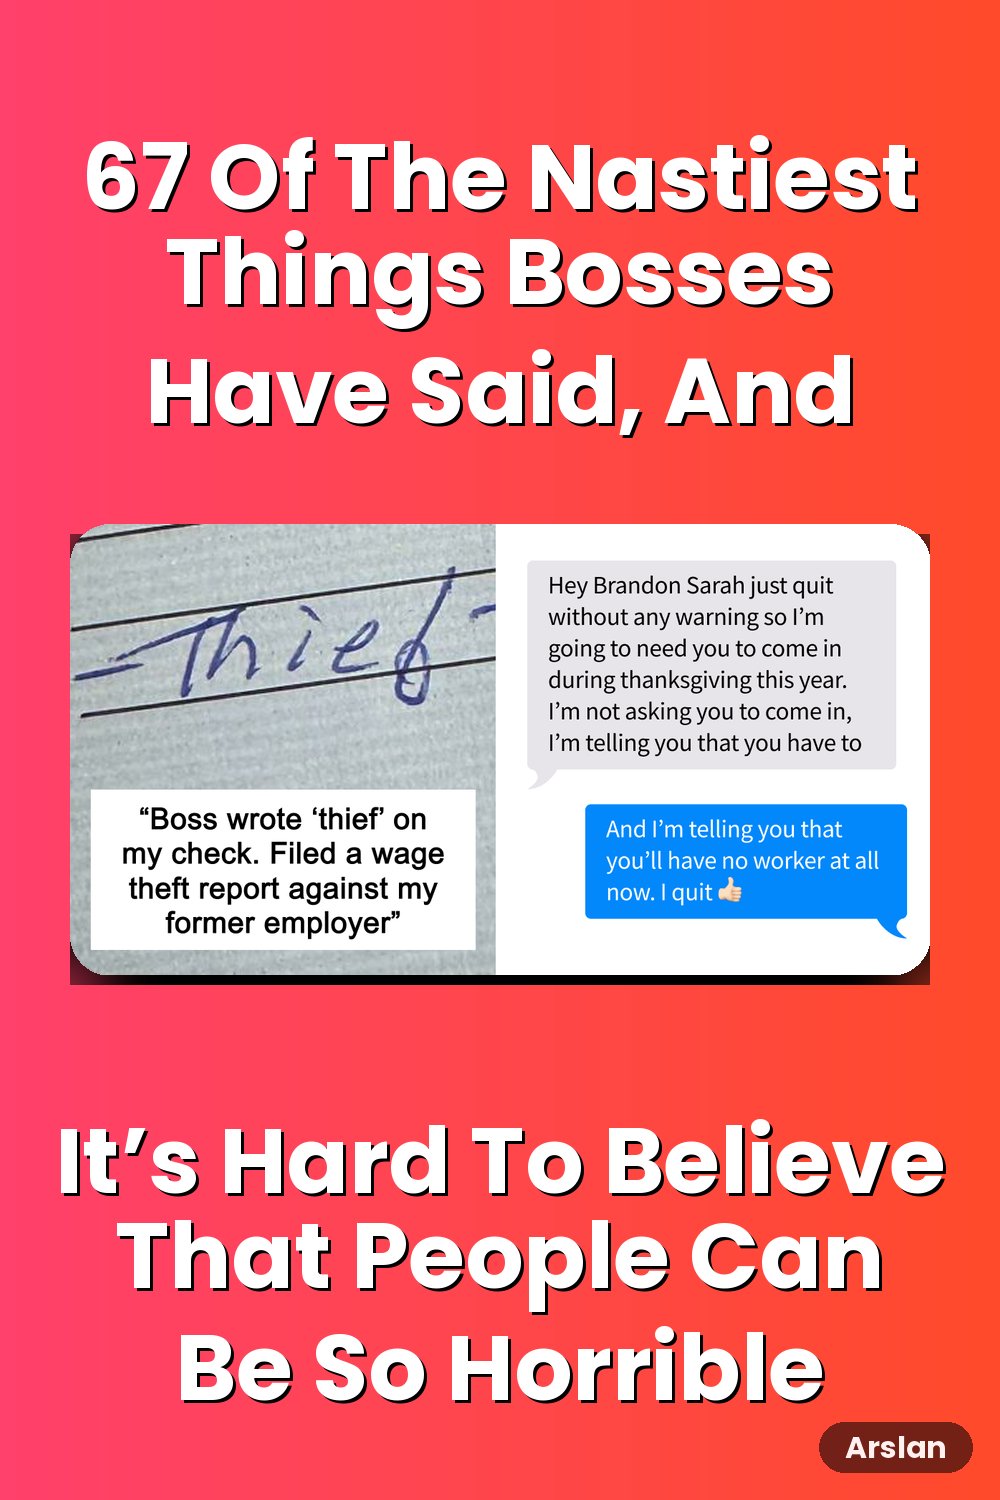 67 Of The Nastiest
Things Bosses
Have Said, And
Thief
“Boss wrote ‘thief’ on
my check. Filed a wage
theft report against my
former employer”
Hey Brandon Sarah just quit
without any warning so I’m
going to need you to come in
during thanksgiving this year.
I’m not asking you to come in,
I’m telling you that you have to
And I’m telling you that
you’ll have no worker at all
now. I quit 👍🏻
It’s Hard To Believe
That People Can
Be So Horrible
Arslan